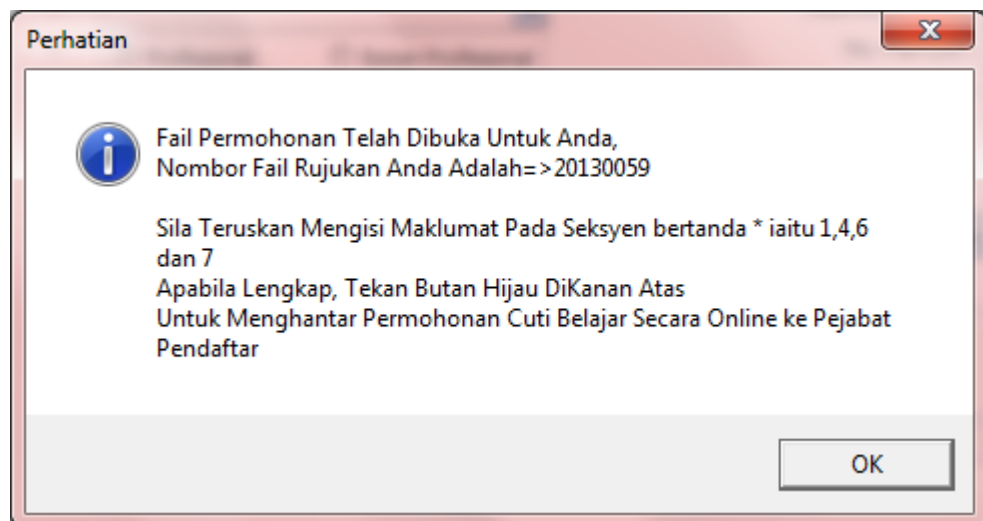 Perhatian
Fail Permohonan Telah Dibuka Untuk Anda,
Nombor Fail Rujukan Anda Adalah=>20130059
Sila Teruskan Mengisi Maklumat Pada Seksyen bertanda * iaitu 1,4,6
dan 7
Apabila Lengkap, Tekan Butan Hijau DiKanan Atas
Untuk Menghantar Permohonan Cuti Belajar Secara Online ke Pejabat
Pendaftar
OK